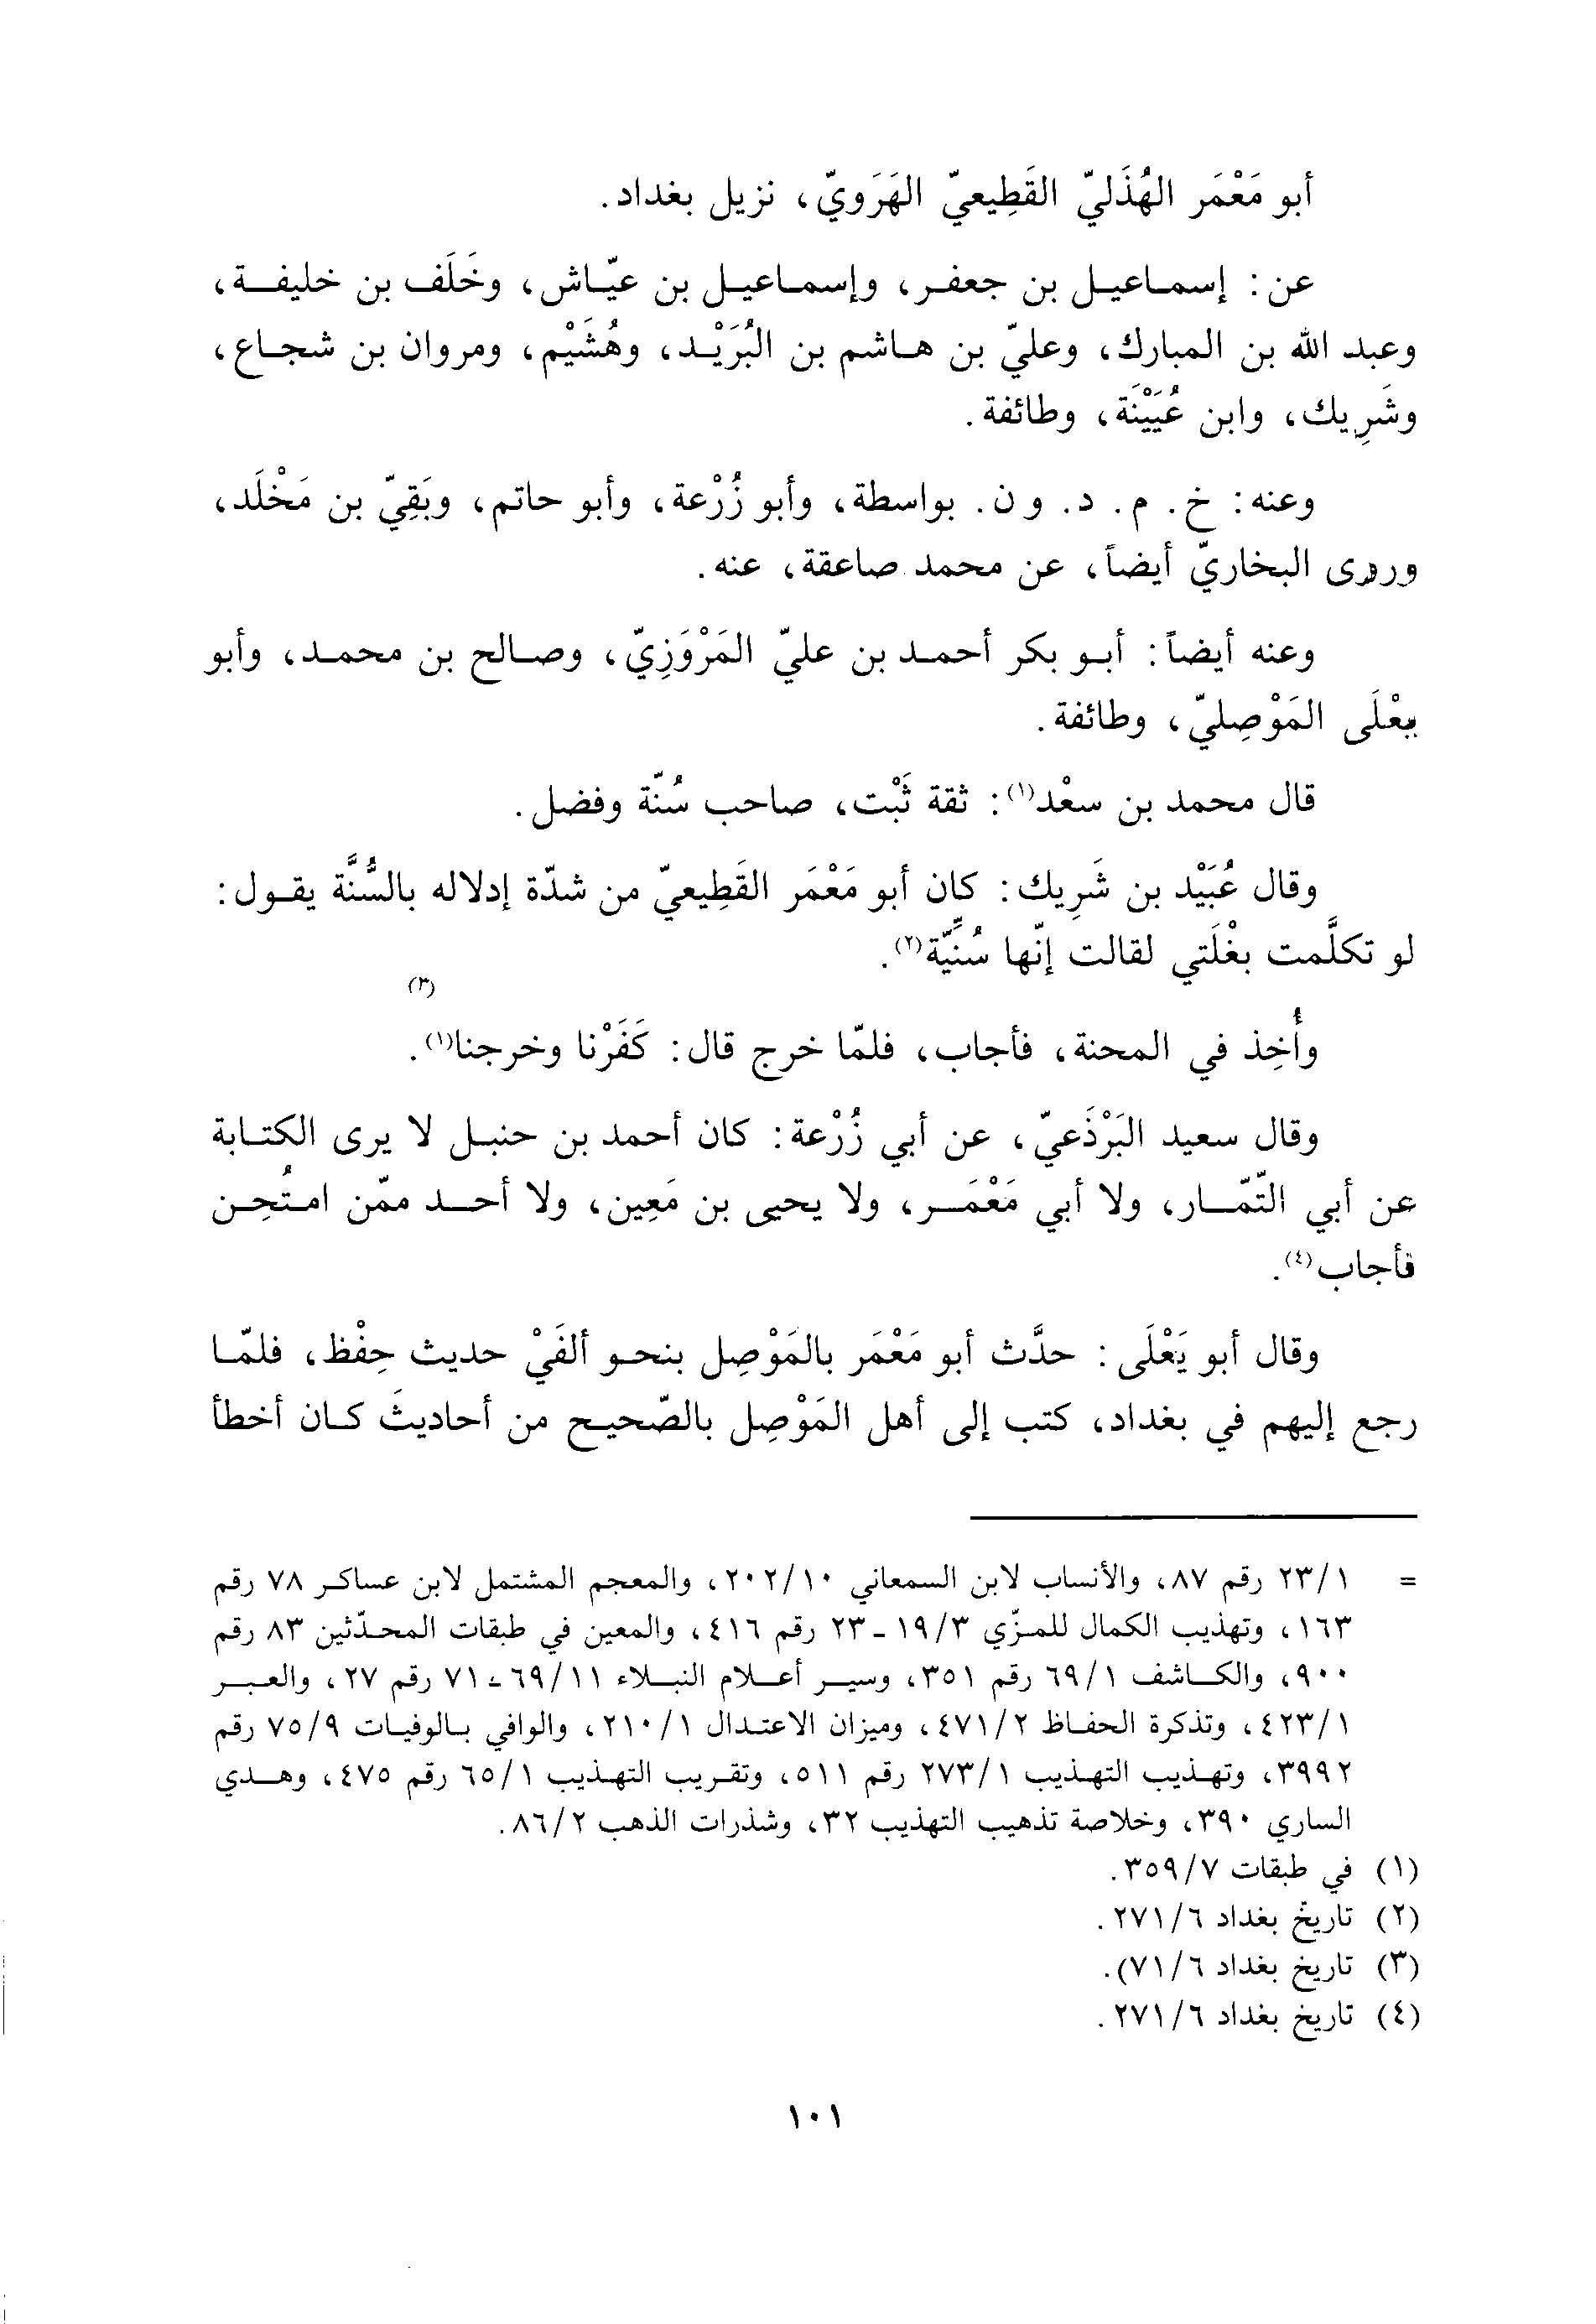 أبو مَعْمَر الهُذَليّ القَطِيعيّ الهَرَويّ، نزيل بغداد.
عن: إسماعيل بن جعفر، وإسماعيل بن عيّاش، وخَلَف بن خليفة،
وعبد الله بن المبارك، وعليّ بن هاشم بن البُرَيْد، وهُشَيْم، ومروان بن شجاع،
وشَرِيك، وابن عُيَيْنَة، وطائفة.
وعنه: خ. م. د. و ن. بواسطة، وأبو زُرْعة، وأبو حاتم، وبَقِيّ بن مَخْلَد،
وروى البخاريّ أيضاً، عن محمد صاعقة، عنه.
وعنه أيضاً: أبو بكر أحمد بن عليّ المَرْوَزِيّ، وصالح بن محمد، وأبو
يعْلَى المَوْصِليّ، وطائفة.
قال محمد بن سعْد(١): ثقة ثَبْت، صاحب سُنّة وفضل.
وقال عُبَيْد بن شَرِيك: كان أبو مَعْمَر القَطِيعيّ من شدّة إدلاله بالسُّنَّة يقول:
لو تكلَّمت بغْلَتي لقالت إنّها سُنِّيّة(٢).
(٣)
وأُخِذ في المحنة، فأجاب، فلمّا خرج قال: كَفَرْنا وخرجنا(١).
وقال سعيد البَرْذَعيّ، عن أبي زُرْعة: كان أحمد بن حنبل لا يرى الكتابة
عن أبي التّمّار، ولا أبي مَعْمَر، ولا يحيى بن مَعِين، ولا أحد ممّن امتُحِن
فأجاب(٤).
وقال أبو يَعْلَى: حدَّث أبو مَعْمَر بالمَوْصِل بنحو ألفَيْ حديث حِفْظ، فلمّا
رجع إليهم في بغداد، كتب إلى أهل المَوْصِل بالصّحيح من أحاديثَ كان أخطأ
= ٢٣/١ رقم ٨٧، والأنساب لابن السمعاني ٢٠٢/١٠، والمعجم المشتمل لابن عساكر ٧٨ رقم
١٦٣، وتهذيب الكمال للمزّي ١٩/٣ - ٢٣ رقم ٤١٦، والمعين في طبقات المحدّثين ٨٣ رقم
٩٠٠، والكاشف ٦٩/١ رقم ٣٥١، وسير أعلام النبلاء ٦٩/١١ - ٧١ رقم ٢٧، والعبر
٤٢٣/١، وتذكرة الحفاظ ٤٧١/٢، وميزان الاعتدال ٢١٠/١، والوافي بالوفيات ٧٥/٩ رقم
٣٩٩٢، وتهذيب التهذيب ٢٧٣/١ رقم ٥١١، وتقريب التهذيب ٦٥/١ رقم ٤٧٥، وهدي
الساري ٣٩٠، وخلاصة تذهيب التهذيب ٣٢، وشذرات الذهب ٨٦/٢.
(١) في طبقات ٣٥٩/٧.
(٢) تاريخ بغداد ٢٧١/٦.
(٣) تاريخ بغداد ٧١/٦).
(٤) تاريخ بغداد ٢٧١/٦.
١٠١